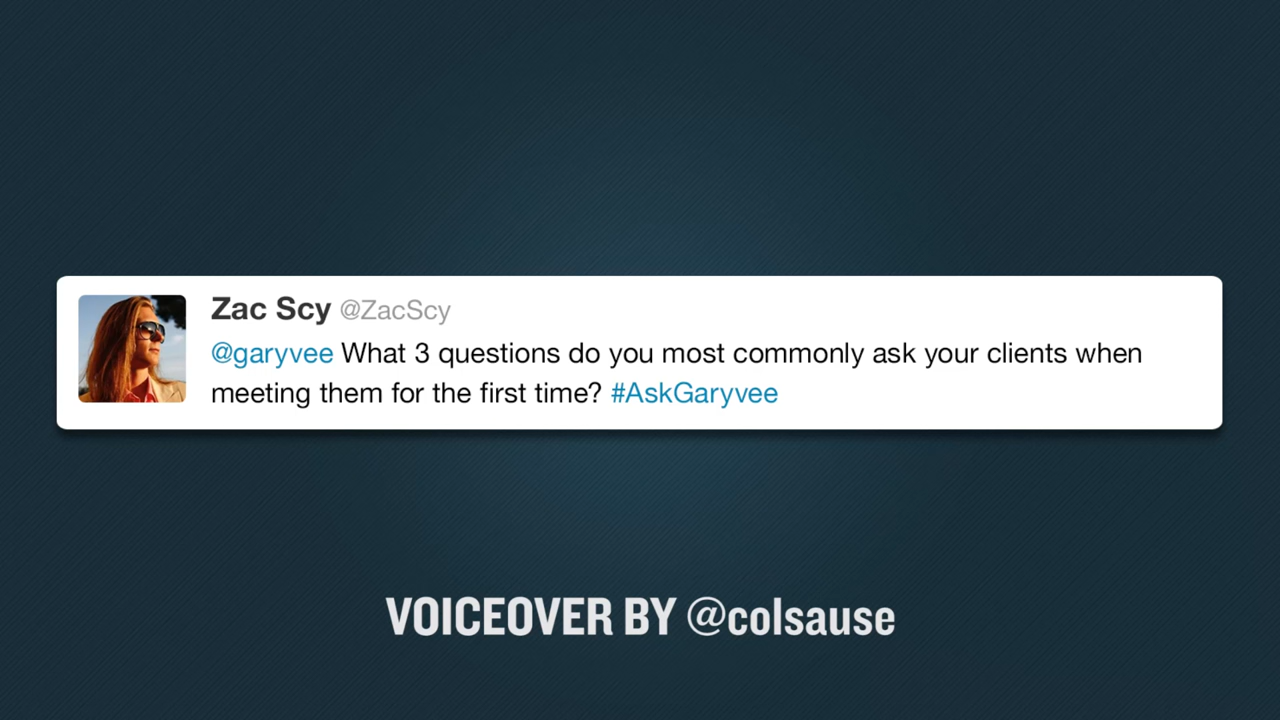 Zac Scy @ZacScy
@garyvee What 3 questions do you most commonly ask your clients when
meeting them for the first time? #AskGaryvee
VOICEOVER BY @colsause